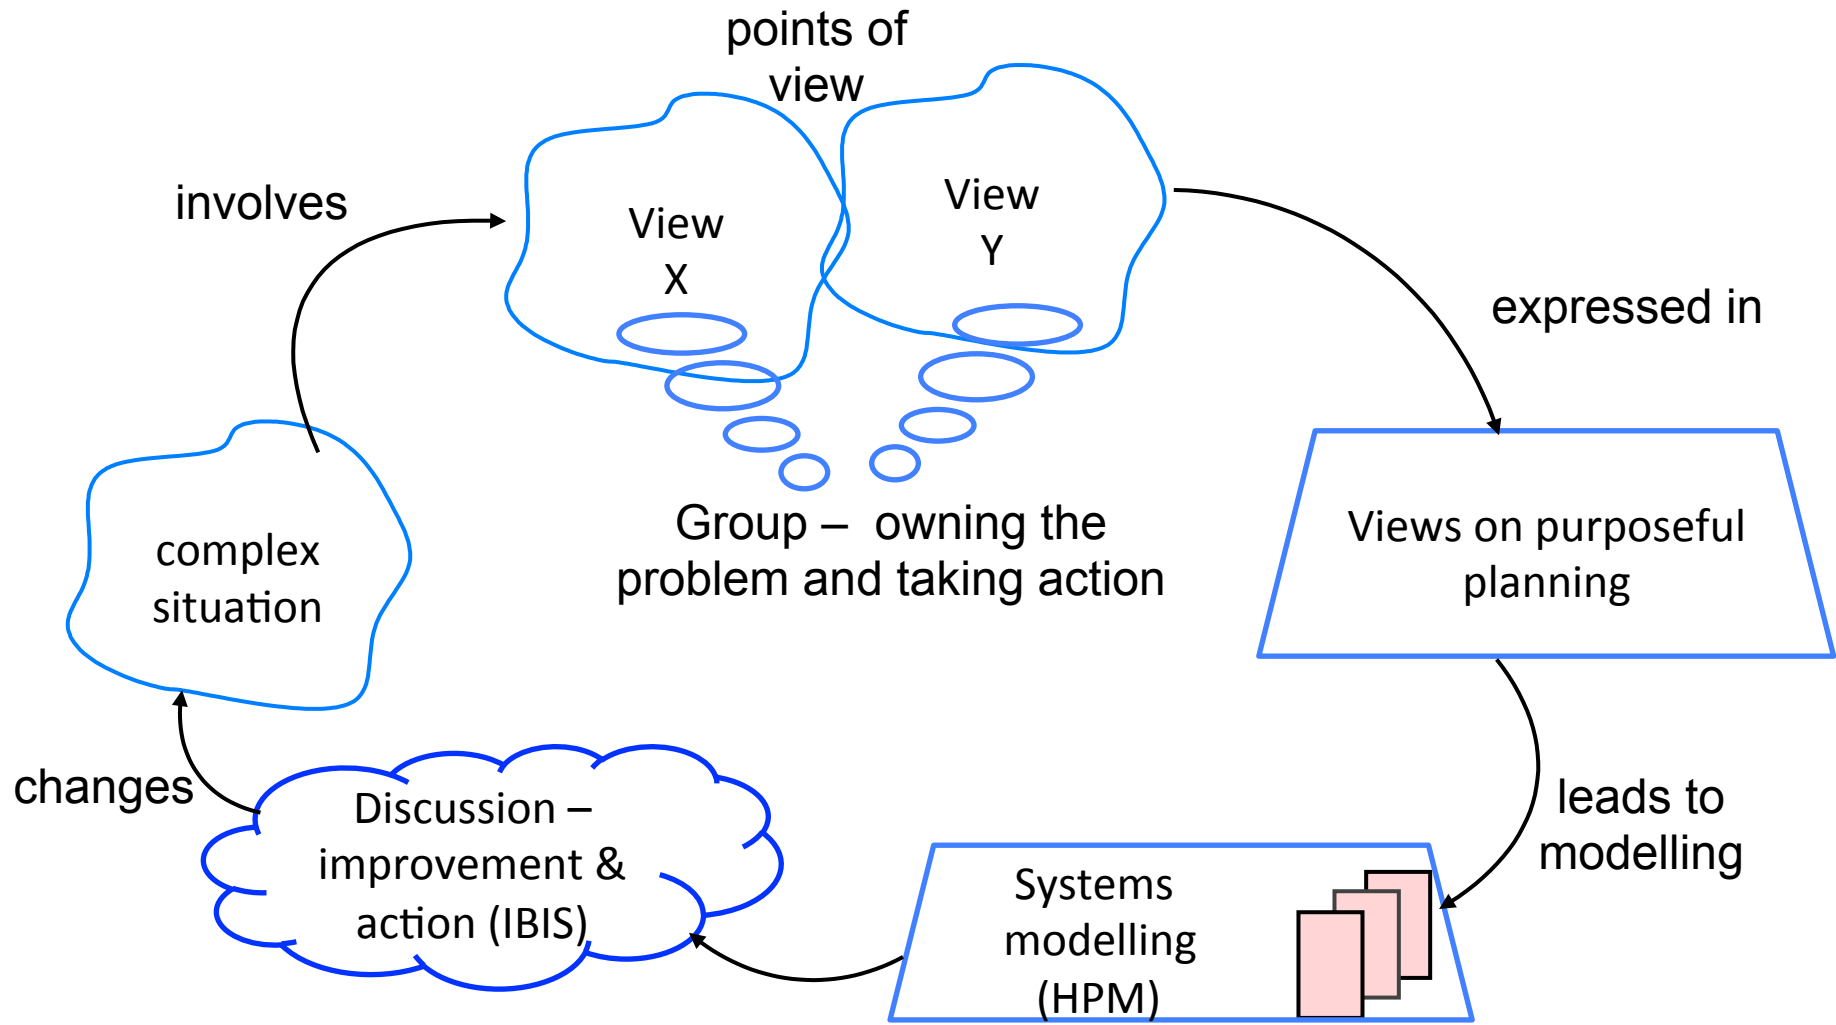 points of
view
involves
View
X
View
Y
expressed in
Group – owning the
problem and taking action
Views on purposeful
planning
complex
situation
changes
Discussion –
improvement &
action (IBIS)
leads to
modelling
Systems
modelling
(HPM)